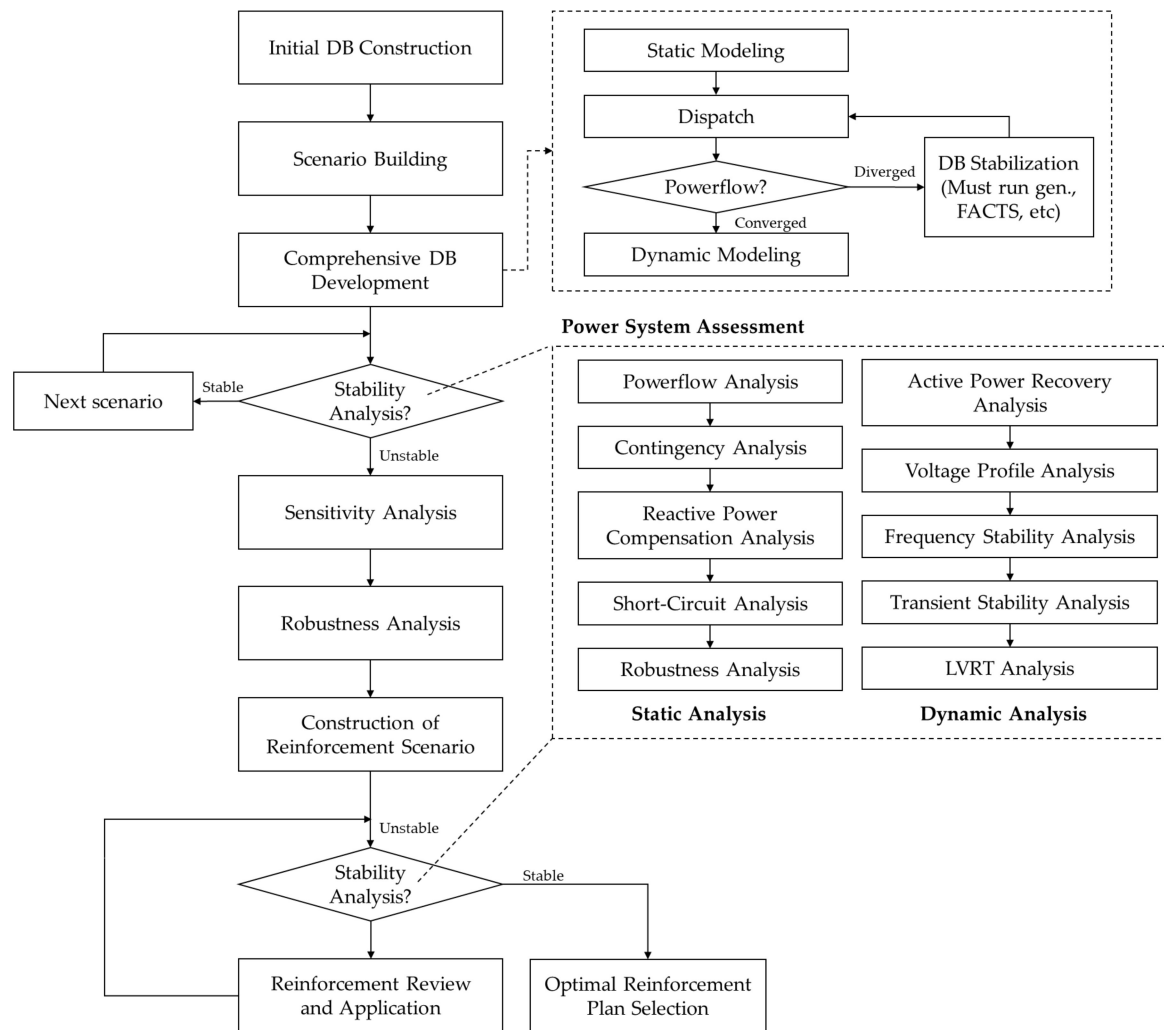 Initial DB Construction
Scenario Building
Comprehensive DB
Development
Static Modeling
Dispatch
Powerflow?
Diverged
DB Stabilization
(Must run gen.,
FACTS, etc)
Converged
Dynamic Modeling
Power System Assessment
Next scenario
Stable
Stability
Analysis?
Unstable
Sensitivity Analysis
Robustness Analysis
Construction of
Reinforcement Scenario
Powerflow Analysis
Contingency Analysis
Reactive Power
Compensation Analysis
Short-Circuit Analysis
Robustness Analysis
Static Analysis
Active Power Recovery
Analysis
Voltage Profile Analysis
Frequency Stability Analysis
Transient Stability Analysis
LVRT Analysis
Dynamic Analysis
Unstable
Stability
Analysis?
Stable
Reinforcement Review
and Application
Optimal Reinforcement
Plan Selection